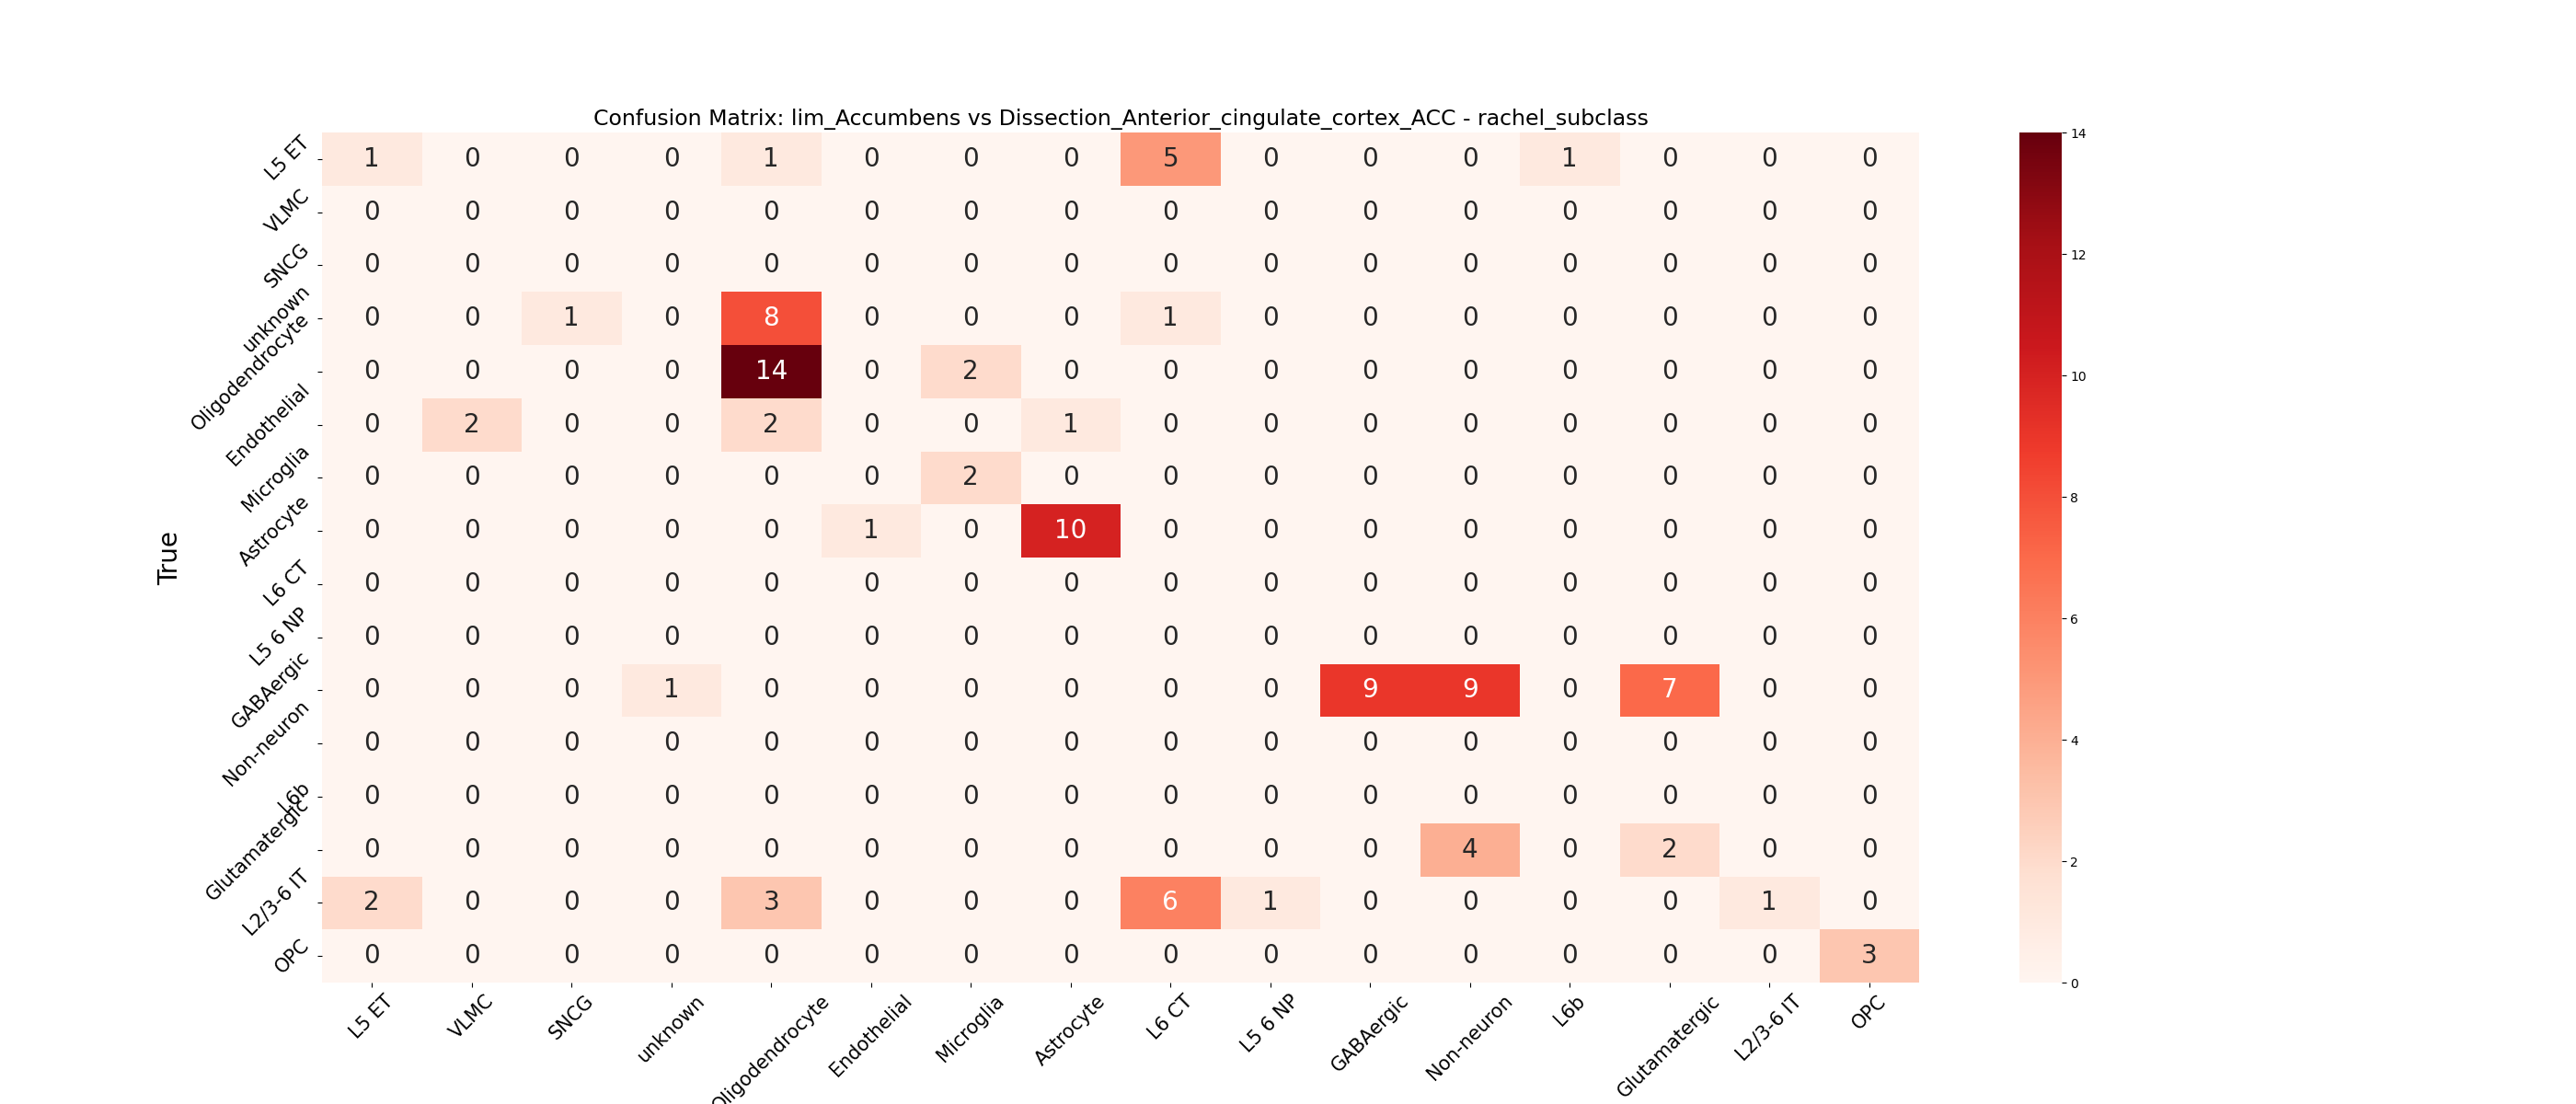 Confusion Matrix: lim_Accumbens vs Dissection_Anterior_cingulate_cortex_ACC - rachel_subclass
True
L5 ET 1 0 0 0 1 0 0 0 5 0 0 0 1 0 0 0
VLMC 0 0 0 0 0 0 0 0 0 0 0 0 0 0 0 0
SNCG 0 0 0 0 0 0 0 0 0 0 0 0 0 0 0 0
unknown 0 0 1 0 8 0 0 0 1 0 0 0 0 0 0 0
Oligodendrocyte 0 0 0 0 14 0 2 0 0 0 0 0 0 0 0 0
Endothelial 0 2 0 0 2 0 0 1 0 0 0 0 0 0 0 0
Microglia 0 0 0 0 0 0 2 0 0 0 0 0 0 0 0 0
Astrocyte 0 0 0 0 0 1 0 10 0 0 0 0 0 0 0 0
L6 CT 0 0 0 0 0 0 0 0 0 0 0 0 0 0 0 0
L5 6 NP 0 0 0 0 0 0 0 0 0 0 0 0 0 0 0 0
GABAergic 0 0 0 1 0 0 0 0 0 0 9 9 0 7 0 0
Non-neuron 0 0 0 0 0 0 0 0 0 0 0 0 0 0 0 0
L6b 0 0 0 0 0 0 0 0 0 0 0 0 0 0 0 0
Glutamatergic 0 0 0 0 0 0 0 0 0 0 0 4 0 2 0 0
L2/3-6 IT 2 0 0 0 3 0 0 0 6 1 0 0 0 0 1 0
OPC 0 0 0 0 0 0 0 0 0 0 0 0 0 0 0 3
L5 ET VLMC SNCG unknown Oligodendrocyte Endothelial Microglia Astrocyte L6 CT L5 6 NP GABAergic Non-neuron L6b Glutamatergic L2/3-6 IT OPC
14
12
10
8
6
4
2
0